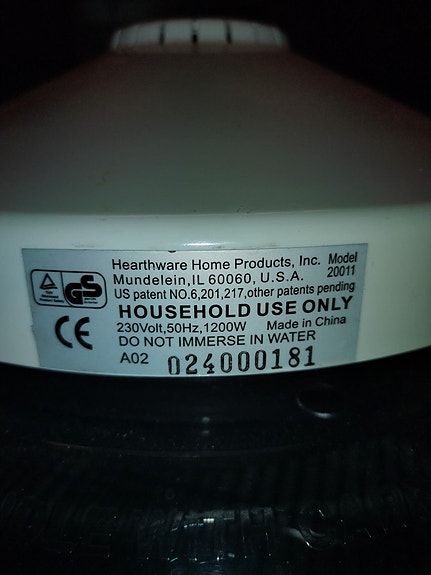 Hearthware Home Products, Inc. Model
Mundelein,IL 60060, U.S.A. 20011
US patent NO.6,201,217,other patents pending
HOUSEHOLD USE ONLY
230Volt,50Hz,1200W Made in China
DO NOT IMMERSE IN WATER
A02 024000181
GS
CE